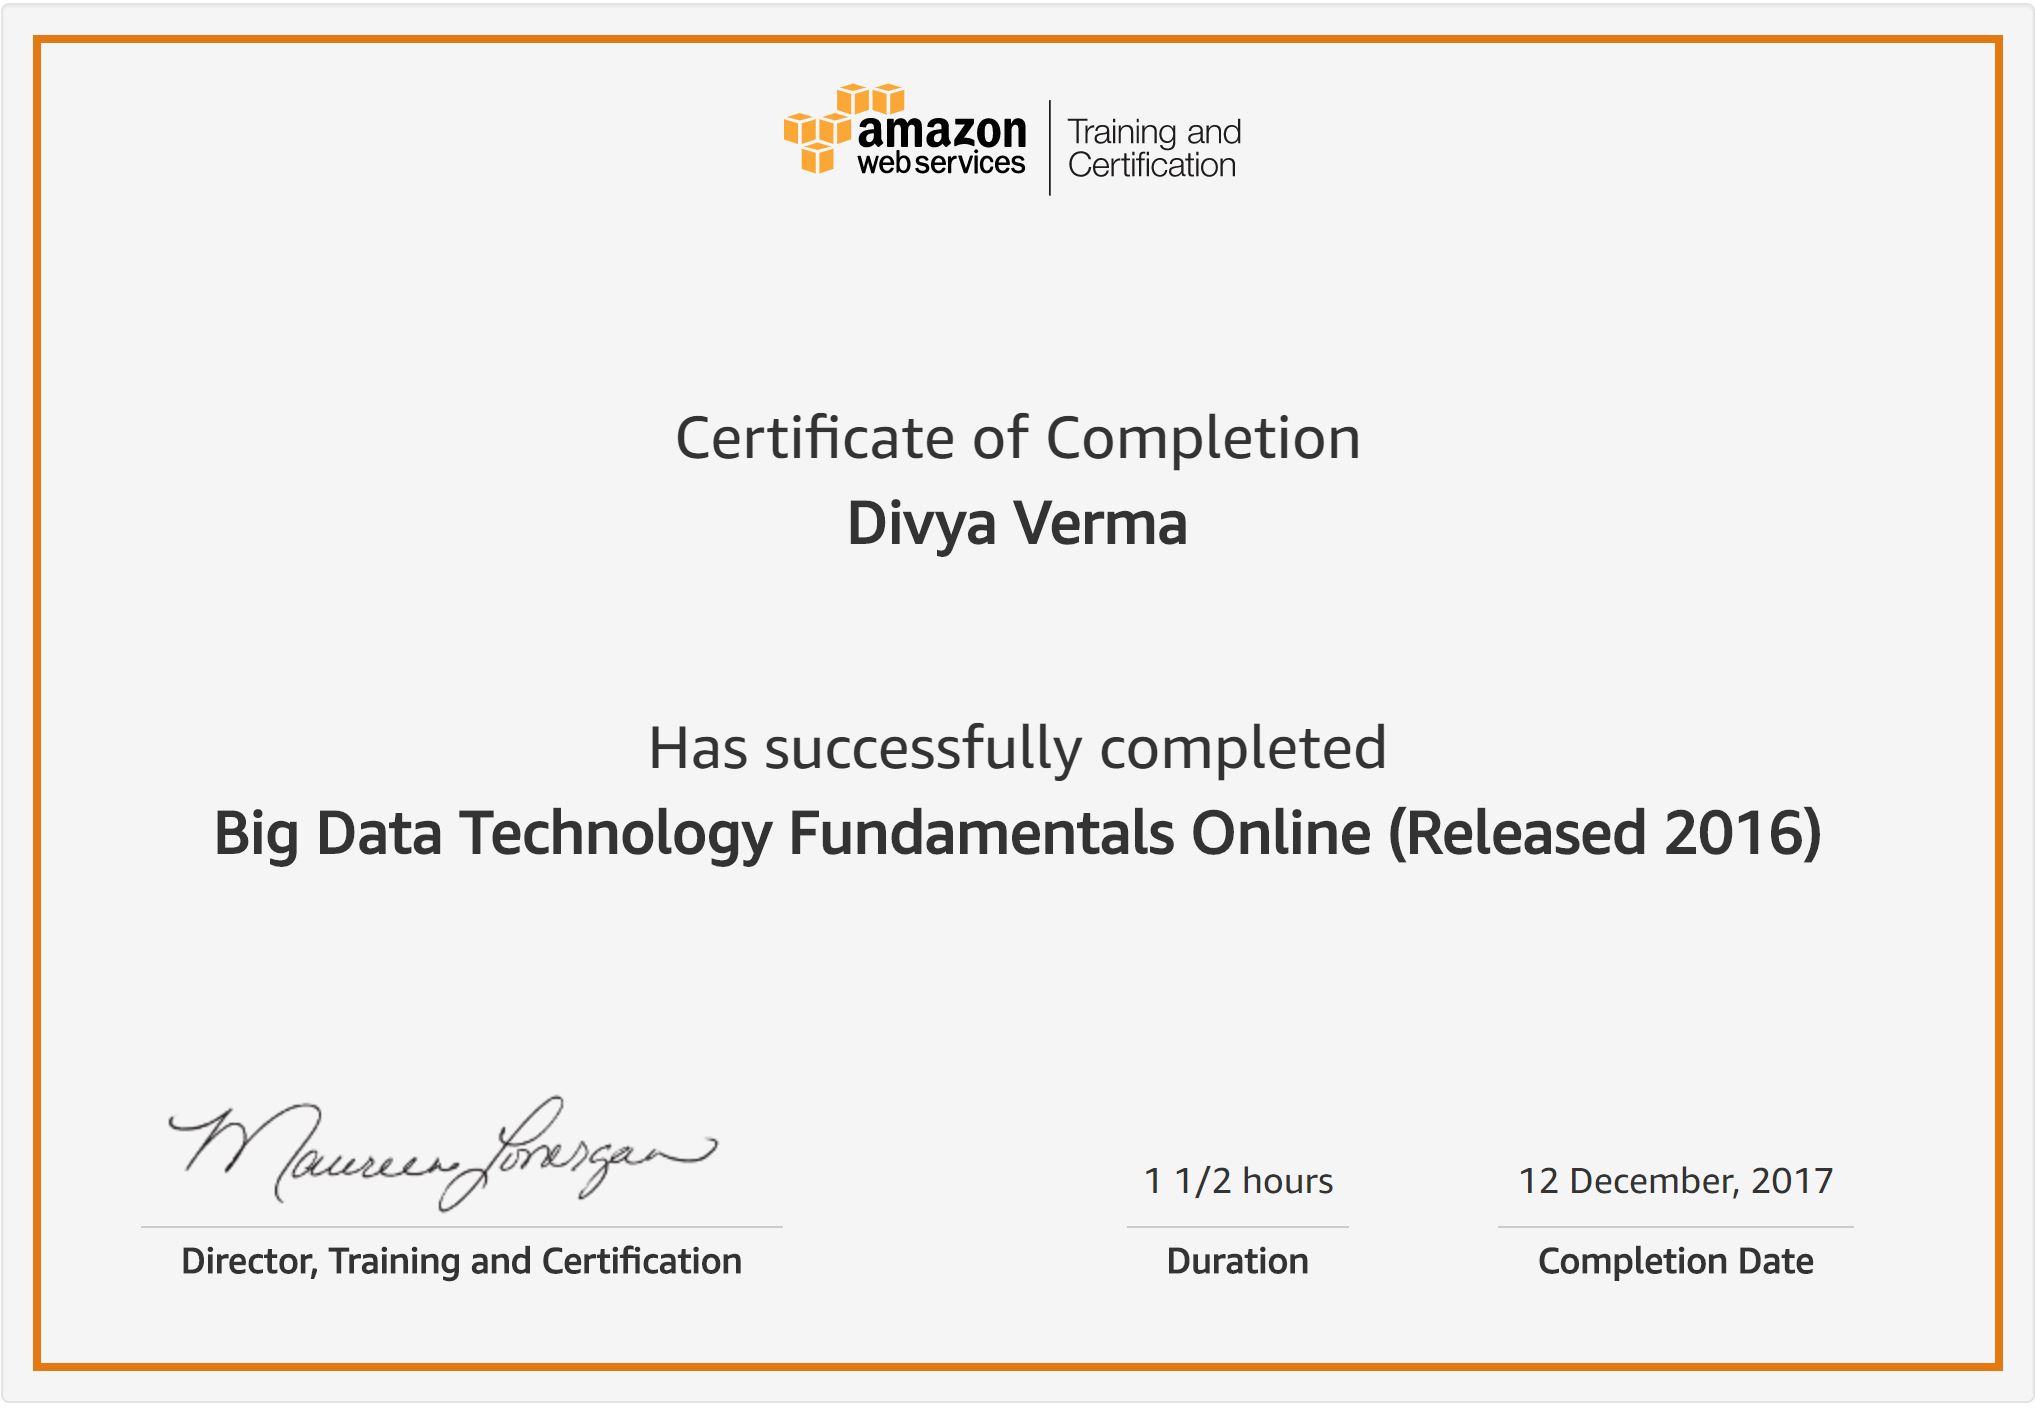 amazon
web services
Training and
Certification
Certificate of Completion
Divya Verma
Has successfully completed
Big Data Technology Fundamentals Online (Released 2016)
Maureen Lonergan
1 1/2 hours
12 December, 2017
Director, Training and Certification
Duration
Completion Date